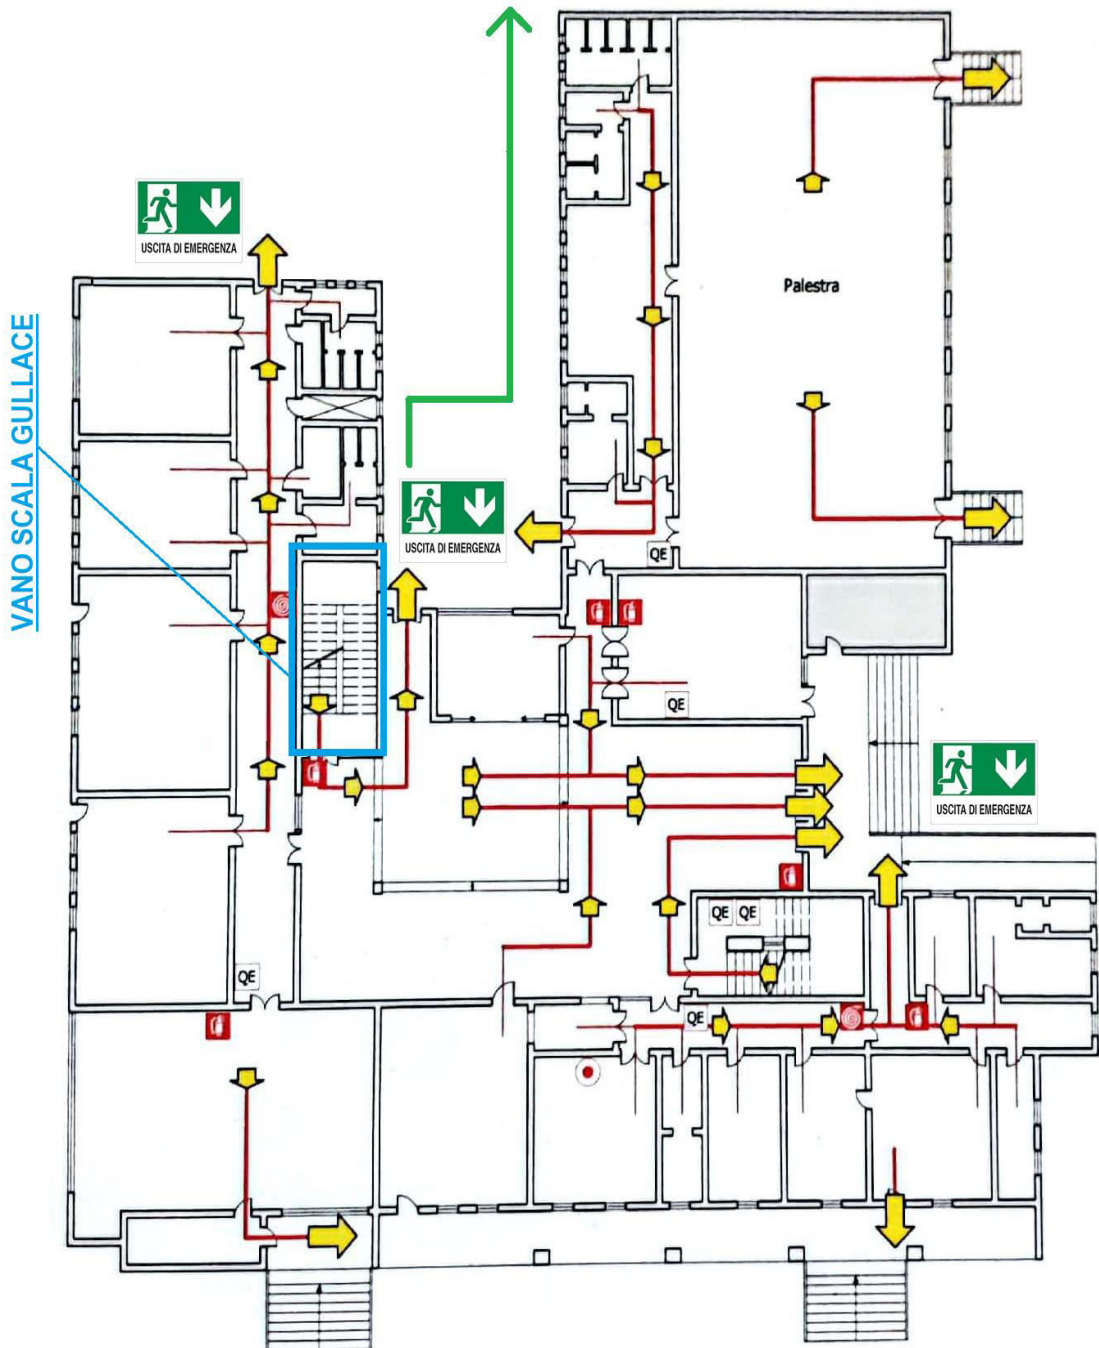 USCITA DI EMERGENZA
Palestra
VANO SCALA GULLACE
USCITA DI EMERGENZA
QE
QE
USCITA DI EMERGENZA
QE QE
QE
QE